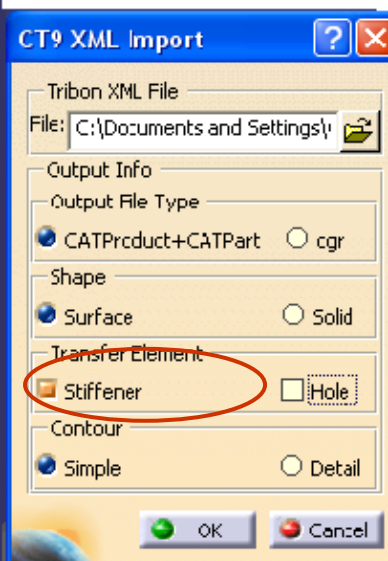 CT9 XML Import
Tribon XML File
File: C:\Documents and Settings\
Output Info
Output File Type
CATProduct+CATPart cgr
Shape
Surface Solid
Transfer Element
Stiffener Hole
Contour
Simple Detail
OK Cancel